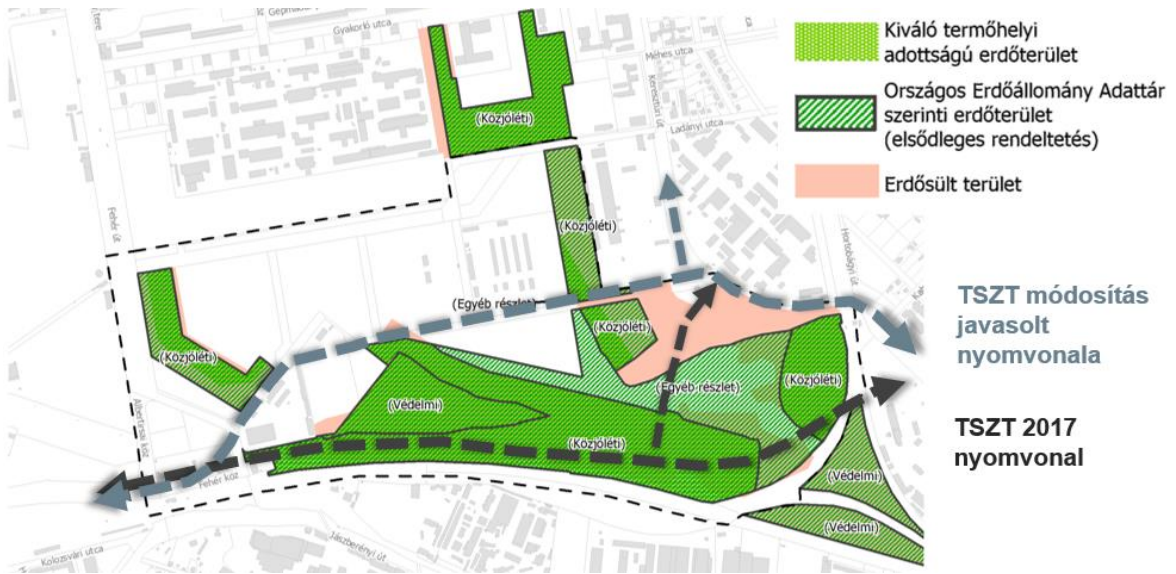 Gyakorló utca
Méhes utca
Keresztúri út
Ladányi utca
(Közjóléti)
Fehér út
(Közjóléti)
Hortobágyi út
(Egyéb részlet)
(Közjóléti)
(Közjóléti)
(Egyéb részlet)
(Közjóléti)
(Védelmi)
(Közjóléti)
Albertirsai köz
Fehér köz
(Védelmi)
(Védelmi)
Jászberényi út
Kolozsvári utca
Kiváló termőhelyi
adottságú erdőterület
Országos Erdőállomány Adattár
szerinti erdőterület
(elsődleges rendeltetés)
Erdősült terület
TSZT módosítás
javasolt
nyomvonala
TSZT 2017
nyomvonal